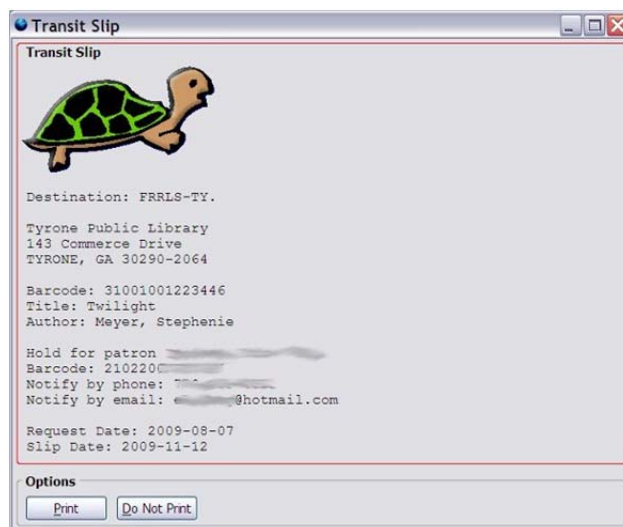 Transit Slip
Transit Slip
Destination: FRRLS-TY.
Tyrone Public Library
143 Commerce Drive
TYRONE, GA 30290-2064
Barcode: 31001001223446
Title: Twilight
Author: Meyer, Stephenie
Hold for patron
Barcode:
Notify by phone:
Notify by email: @hotmail.com
Request Date: 2009-08-07
Slip Date: 2009-11-12
Options
Print
Do Not Print